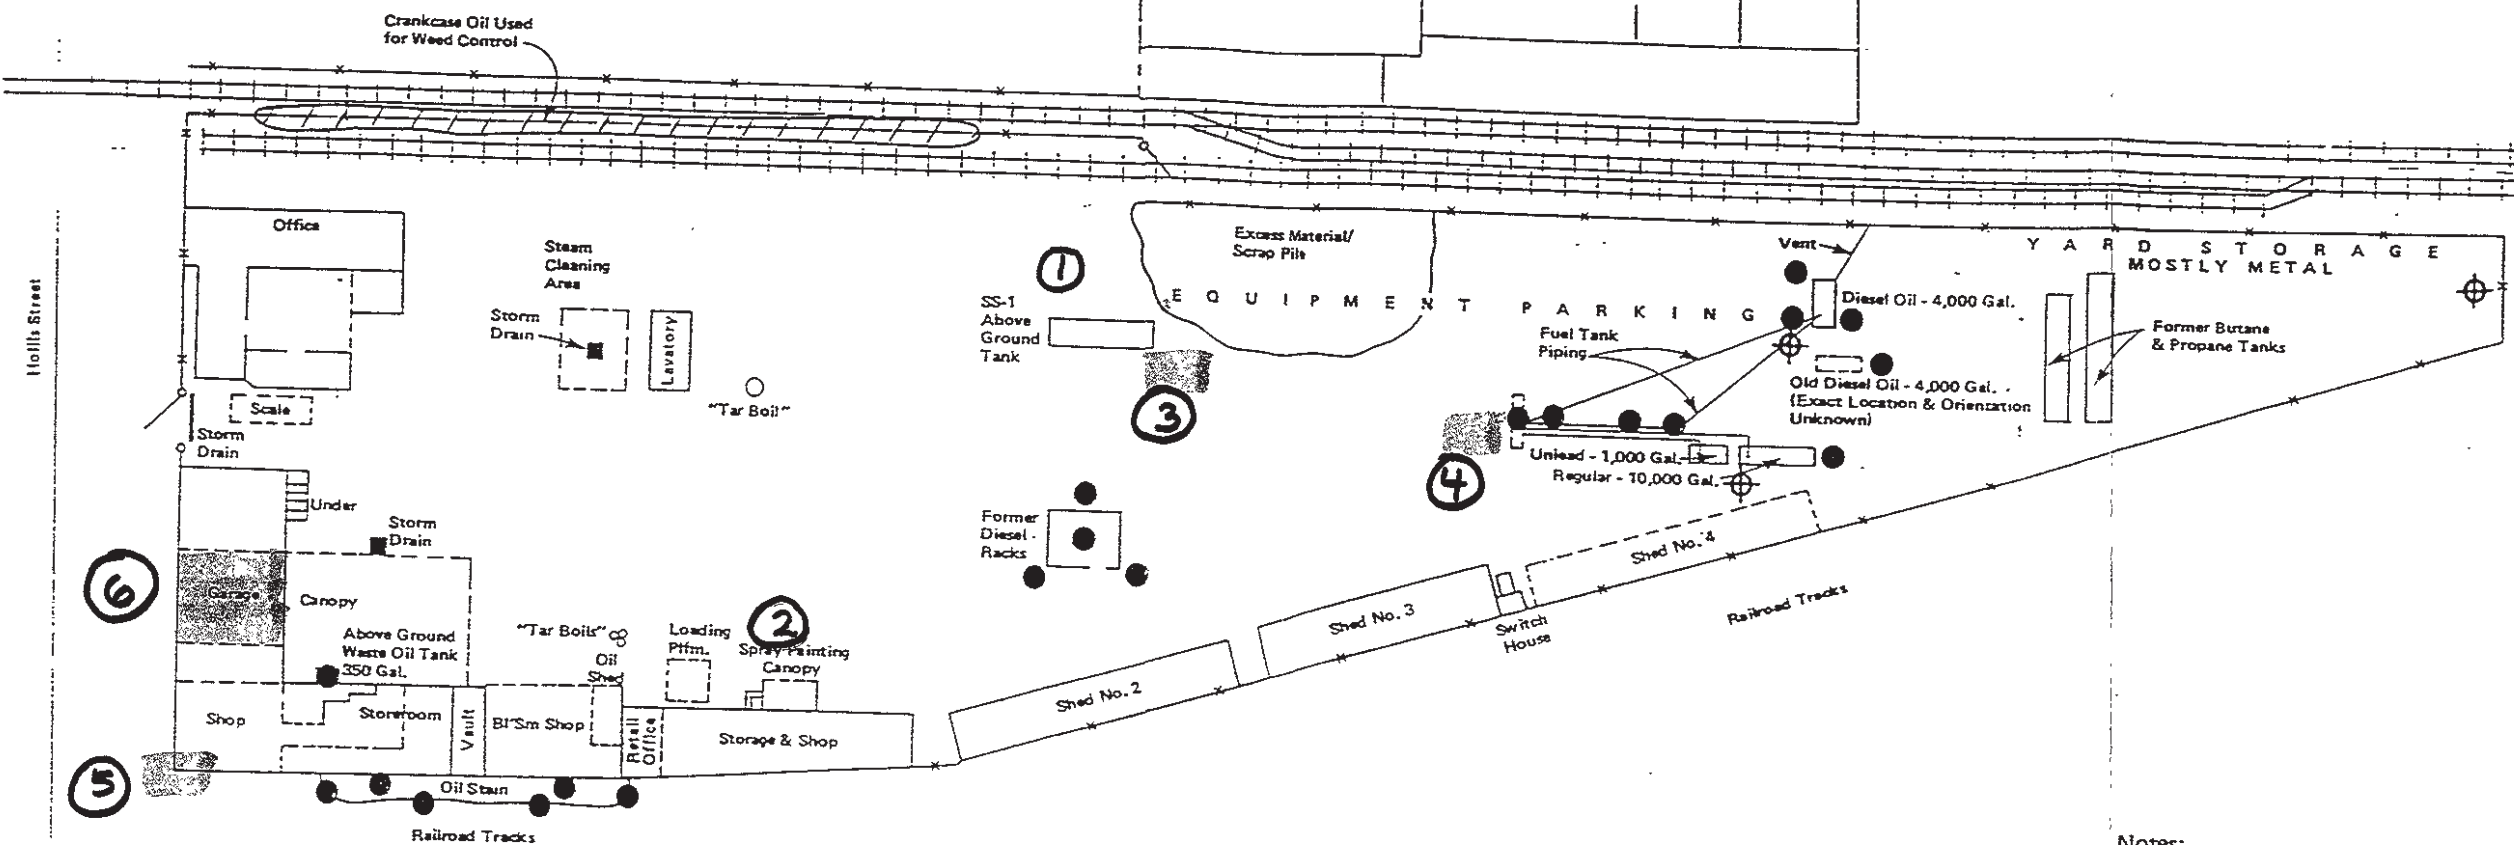 Crankcase Oil Used
for Weed Control
Office
Steam
Cleaning
Area
Storm
Drain
Lavatory
"Tar Boil"
Scale
Storm
Drain
Hollis Street
1
SS-1
Above
Ground
Tank
Excess Material/
Scrap Pile
EQUIPMENT PARKING
3
Vent
YARD STORAGE
MOSTLY METAL
Diesel Oil - 4,000 Gal.
Fuel Tank
Piping
Former Butane
& Propane Tanks
Old Diesel Oil - 4,000 Gal.
(Exact Location & Orientation
Unknown)
4
Unlead - 1,000 Gal.
Regular - 10,000 Gal.
Under
Storm
Drain
Former
Diesel
Racks
6
Garage
Canopy
Above Ground
Waste Oil Tank
350 Gal.
"Tar Boils"
Oil
Shed
Loading
Pltfm.
2
Spray Painting
Canopy
Shed No. 4
Shed No. 3
Switch
House
Railroad Tracks
Shed No. 2
Shop
Storeroom
Vault
Bl'Sm Shop
Retail
Office
Storage & Shop
5
Oil Stain
Railroad Tracks
Notes: